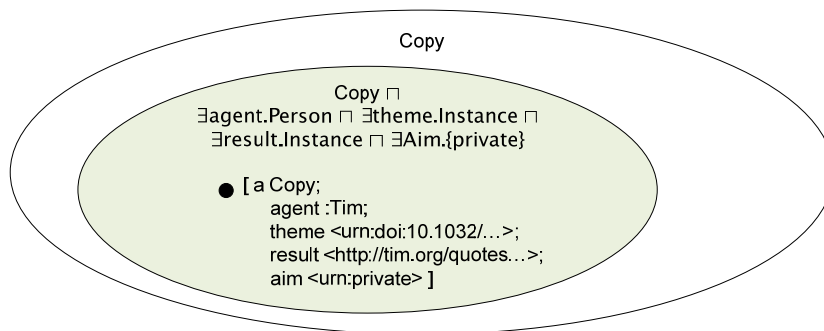 Copy
Copy ⊓
∃agent.Person ⊓ ∃theme.Instance ⊓
∃result.Instance ⊓ ∃Aim.{private}
[ a Copy;
agent :Tim;
theme <urn:doi:10.1032/…>;
result <http://tim.org/quotes…>;
aim <urn:private> ]